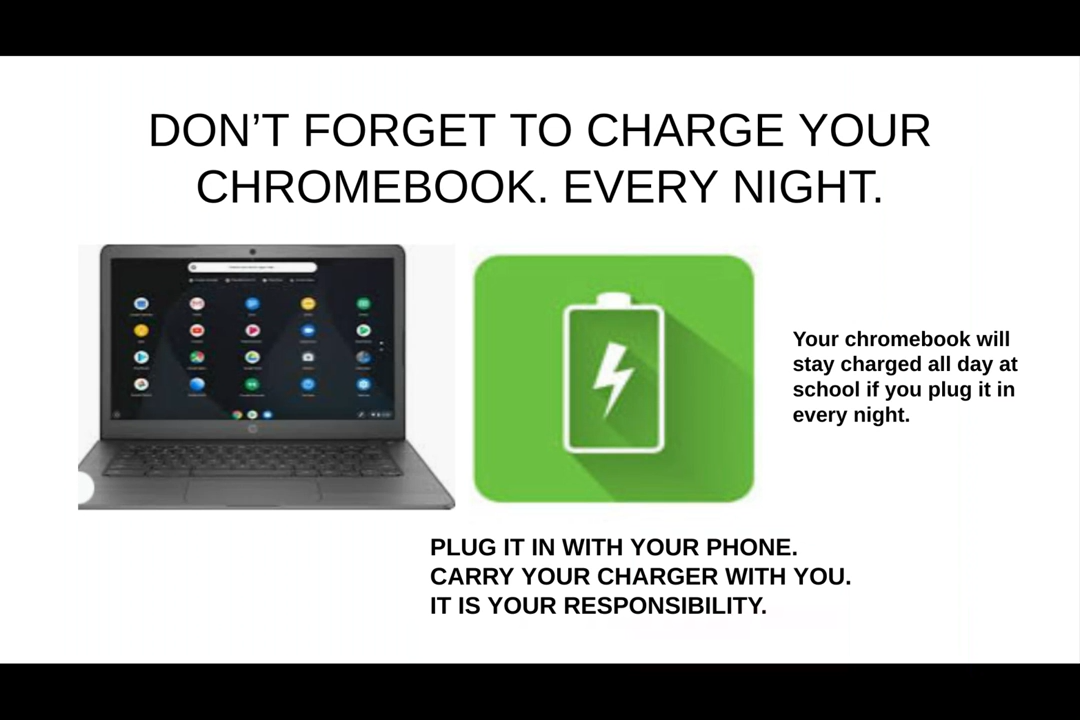 DON’T FORGET TO CHARGE YOUR
CHROMEBOOK. EVERY NIGHT.
Your chromebook will
stay charged all day at
school if you plug it in
every night.
PLUG IT IN WITH YOUR PHONE.
CARRY YOUR CHARGER WITH YOU.
IT IS YOUR RESPONSIBILITY.